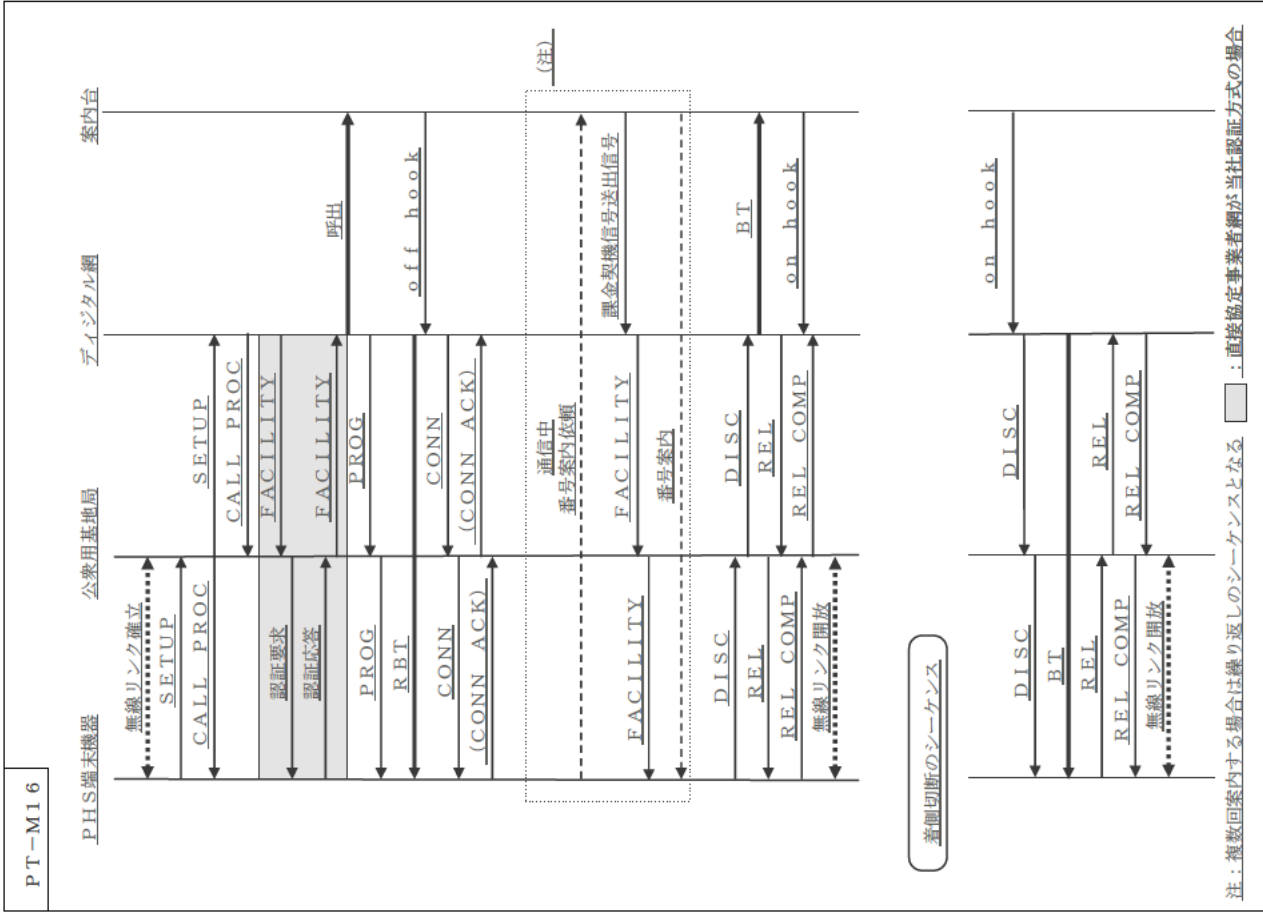 PT－M16
PHS端末機器
公衆用基地局
ディジタル網
案内台
無線リンク確立
SETUP
SETUP
CALL PROC
CALL PROC
FACILITY
認証要求
認証応答
FACILITY
呼出
PROG
PROG
RBT
off hook
CONN
CONN
(CONN ACK)
(CONN ACK)
(注)
通信中
番号案内依頼
課金契機信号送出信号
FACILITY
FACILITY
番号案内
DISC
DISC
BT
REL
REL
on hook
REL COMP
REL COMP
無線リンク開放
着側切断のシーケンス
on hook
DISC
DISC
BT
REL
REL
REL COMP
REL COMP
無線リンク開放
注：複数回案内する場合は繰り返しのシーケンスとなる ：直接協定事業者網が当社認証方式の場合